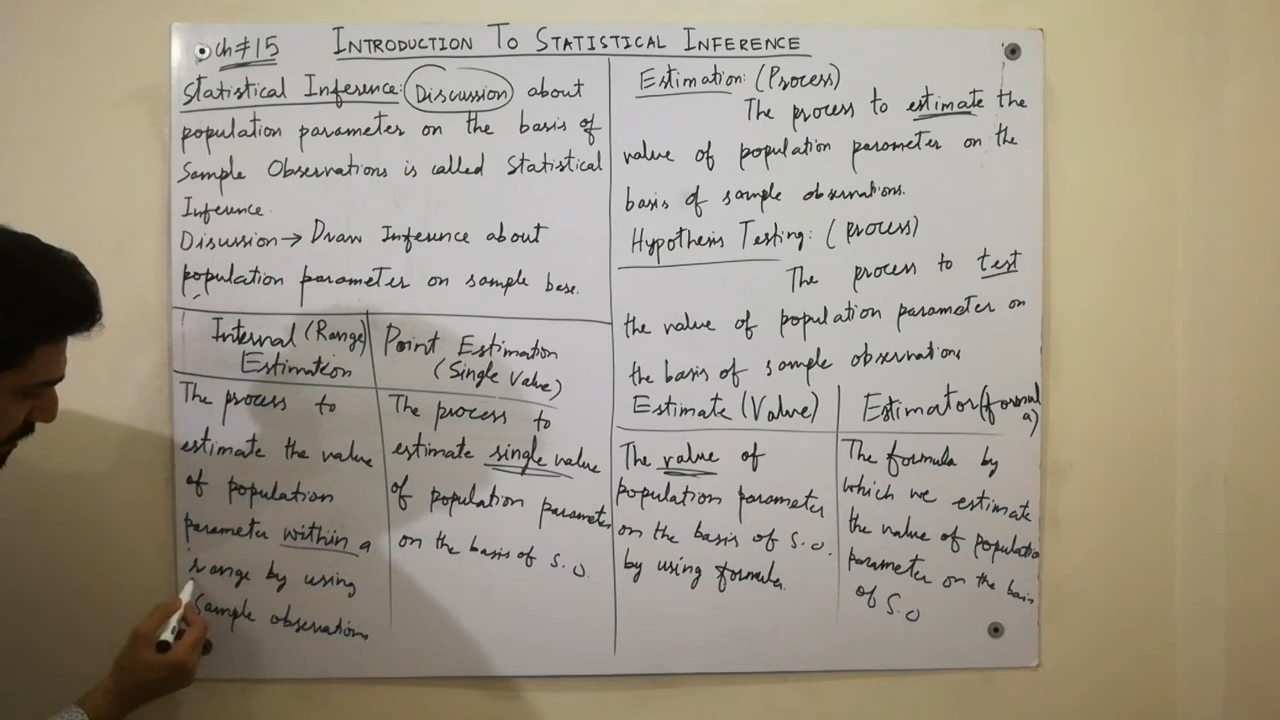 Ch # 15 INTRODUCTION TO STATISTICAL INFERENCE
Statistical Inference: Discussion about
population parameter on the basis of
Sample Observations is called Statistical
Inference.
Disussion → Draw Inference about
population parameter on sample base.
Estimation: (Process)
The process to estimate the
value of population parameter on the
basis of sample observations.
Hypothesis Testing: (process)
The process to test
the value of population parameter on
the basis of sample observations
Interval (Range)
Estimation
The process to
estimate the value
of population
parameter within a
range by using
Sample observations
Point Estimation
(Single Value)
The process to
estimate single value
of population parameter
on the basis of S.O.
Estimate (Value)
The value of
population parameter
on the basis of S.O.
by using formula.
Estimator (formul
a)
The formula by
which we estimate
the value of population
parameter on the basis
of S.O